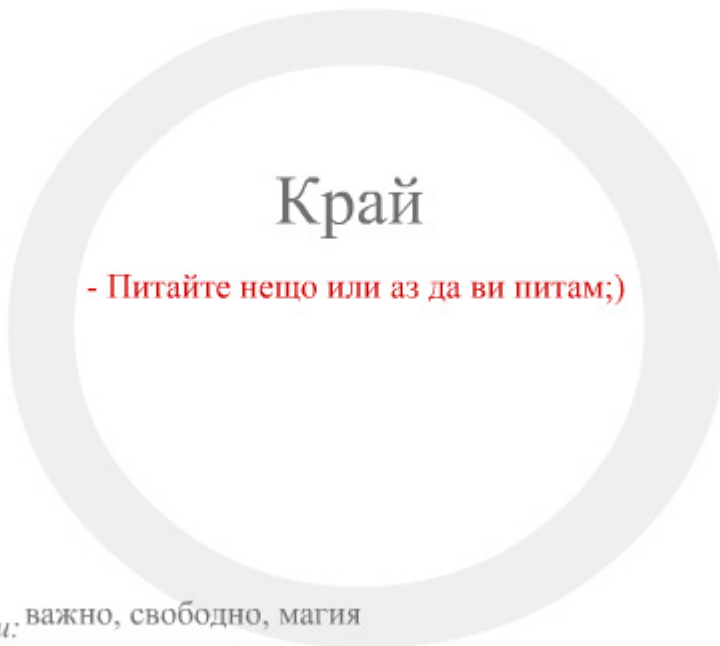 Край
- Питайте нещо или аз да ви питам;)
и: важно, свободно, магия